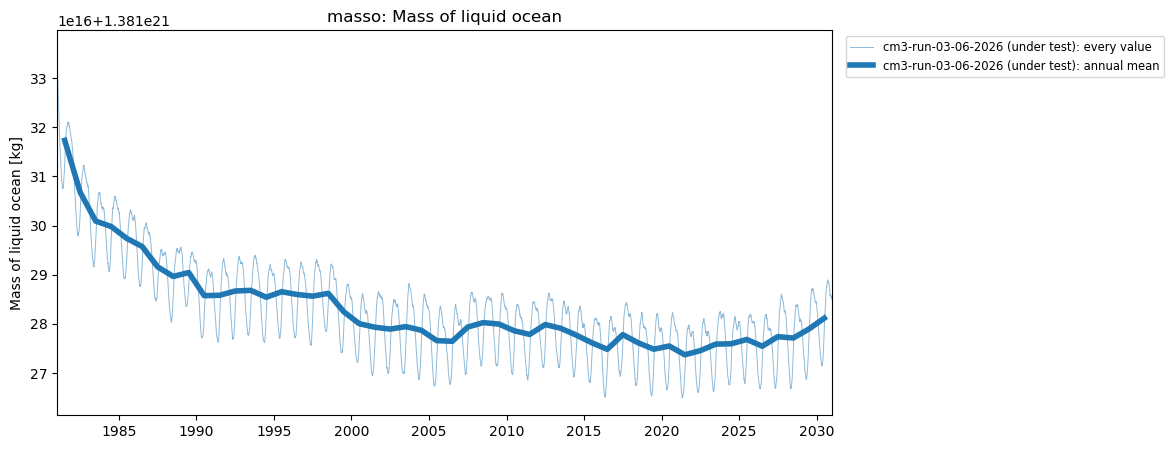 masso: Mass of liquid ocean
1e16+1.381e21
cm3-run-03-06-2026 (under test): every value
cm3-run-03-06-2026 (under test): annual mean
Mass of liquid ocean [kg]
33
32
31
30
29
28
27
1985 1990 1995 2000 2005 2010 2015 2020 2025 2030